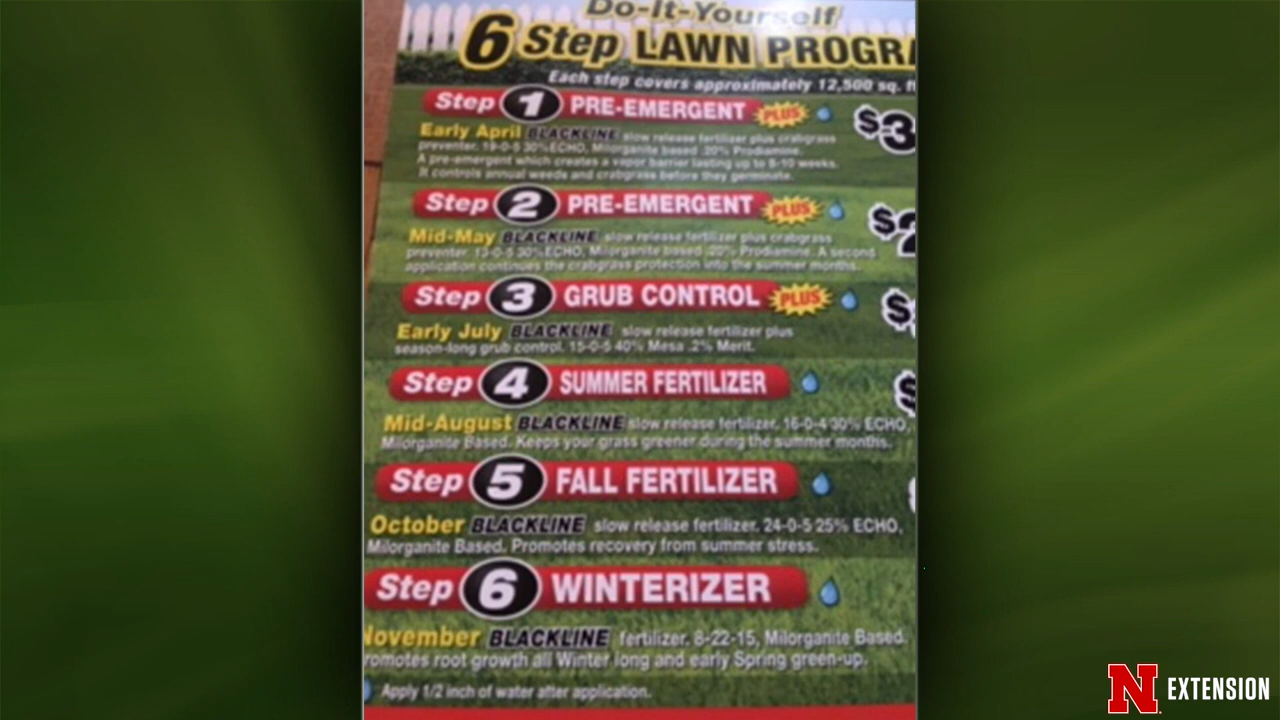 Do-It-Yourself
6 Step LAWN PROGRA
Each step covers approximately 12,500 sq. f
Step 1 PRE-EMERGENT PLUS $3
Early April BLACKLINE slow release fertilizer plus crabgrass
preventer. 19-0-5 30%ECHO, Milorganite based .20% Prodiamine.
A pre-emergent which creates a vapor barrier lasting up to 8-10 weeks.
It controls annual weeds and crabgrass before they germinate.
Step 2 PRE-EMERGENT PLUS $2
Mid-May BLACKLINE slow release fertilizer plus crabgrass
preventer. 13-0-5 30%ECHO, Milorganite based .20% Prodiamine. A second
application continues the crabgrass protection into the summer months.
Step 3 GRUB CONTROL PLUS $
Early July BLACKLINE slow release fertilizer plus
season-long grub control. 15-0-5 40% Mesa .2% Merit.
Step 4 SUMMER FERTILIZER $
Mid-August BLACKLINE slow release fertilizer. 16-0-4 30% ECHO,
Milorganite Based. Keeps your grass greener during the summer months.
Step 5 FALL FERTILIZER
October BLACKLINE slow release fertilizer. 24-0-5 25% ECHO,
Milorganite Based. Promotes recovery from summer stress.
Step 6 WINTERIZER
November BLACKLINE fertilizer. 8-22-15, Milorganite Based.
romotes root growth all Winter long and early Spring green-up.
Apply 1/2 inch of water after application.
N EXTENSION